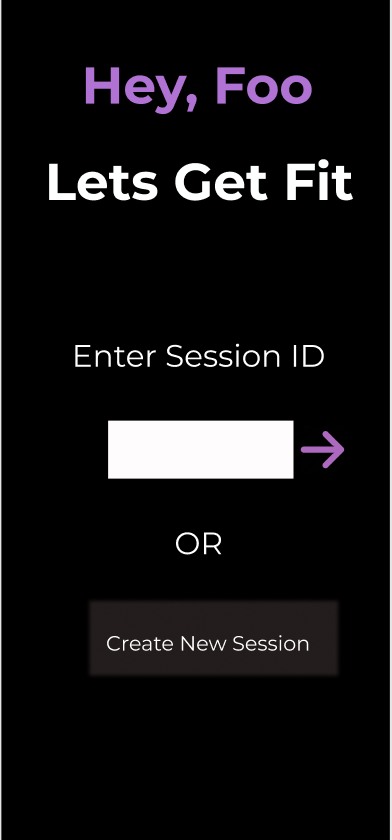 Hey, Foo
Lets Get Fit
Enter Session ID
OR
Create New Session